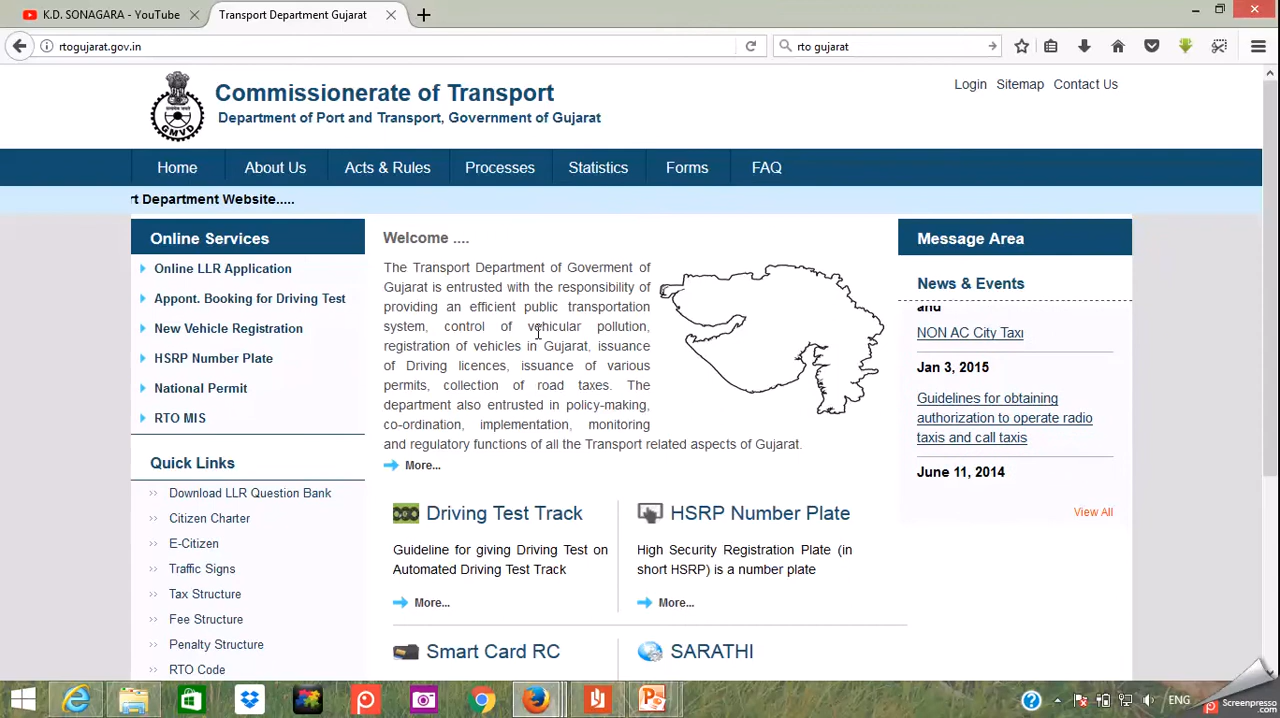 K.D. SONAGARA - YouTube
Transport Department Gujarat
rtogujarat.gov.in
rto gujarat
GMVD
Commissionerate of Transport
Department of Port and Transport, Government of Gujarat
Login Sitemap Contact Us
Home About Us Acts & Rules Processes Statistics Forms FAQ
rt Department Website.....
Online Services
Online LLR Application
Appont. Booking for Driving Test
New Vehicle Registration
HSRP Number Plate
National Permit
RTO MIS
Quick Links
Download LLR Question Bank
Citizen Charter
E-Citizen
Traffic Signs
Tax Structure
Fee Structure
Penalty Structure
RTO Code
Welcome ....
The Transport Department of Goverment of
Gujarat is entrusted with the responsibility of
providing an efficient public transportation
system, control of vehicular pollution,
registration of vehicles in Gujarat, issuance
of Driving licences, issuance of various
permits, collection of road taxes. The
department also entrusted in policy-making,
co-ordination, implementation, monitoring
and regulatory functions of all the Transport related aspects of Gujarat.
More...
Driving Test Track
Guideline for giving Driving Test on
Automated Driving Test Track
More...
HSRP Number Plate
High Security Registration Plate (in
short HSRP) is a number plate
More...
Smart Card RC
SARATHI
Message Area
News & Events
and
NON AC City Taxi
Jan 3, 2015
Guidelines for obtaining
authorization to operate radio
taxis and call taxis
June 11, 2014
View All
ENG
Screenpresso
.com